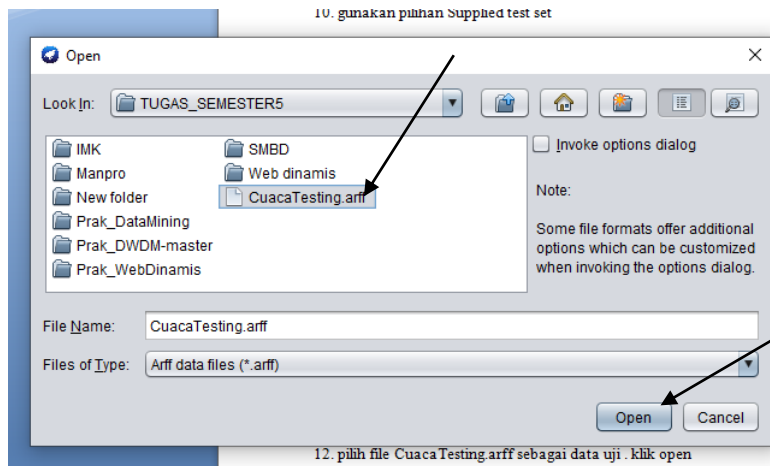 10. gunakan pilihan Supplied test set
Open
Look In: TUGAS_SEMESTER5
IMK
Manpro
New folder
Prak_DataMining
Prak_DWDM-master
Prak_WebDinamis
SMBD
Web dinamis
CuacaTesting.arff
Invoke options dialog
Note:
Some file formats offer additional
options which can be customized
when invoking the options dialog.
File Name: CuacaTesting.arff
Files of Type: Arff data files (*.arff)
Open Cancel
12. pilih file CuacaTesting.arff sebagai data uji . klik open